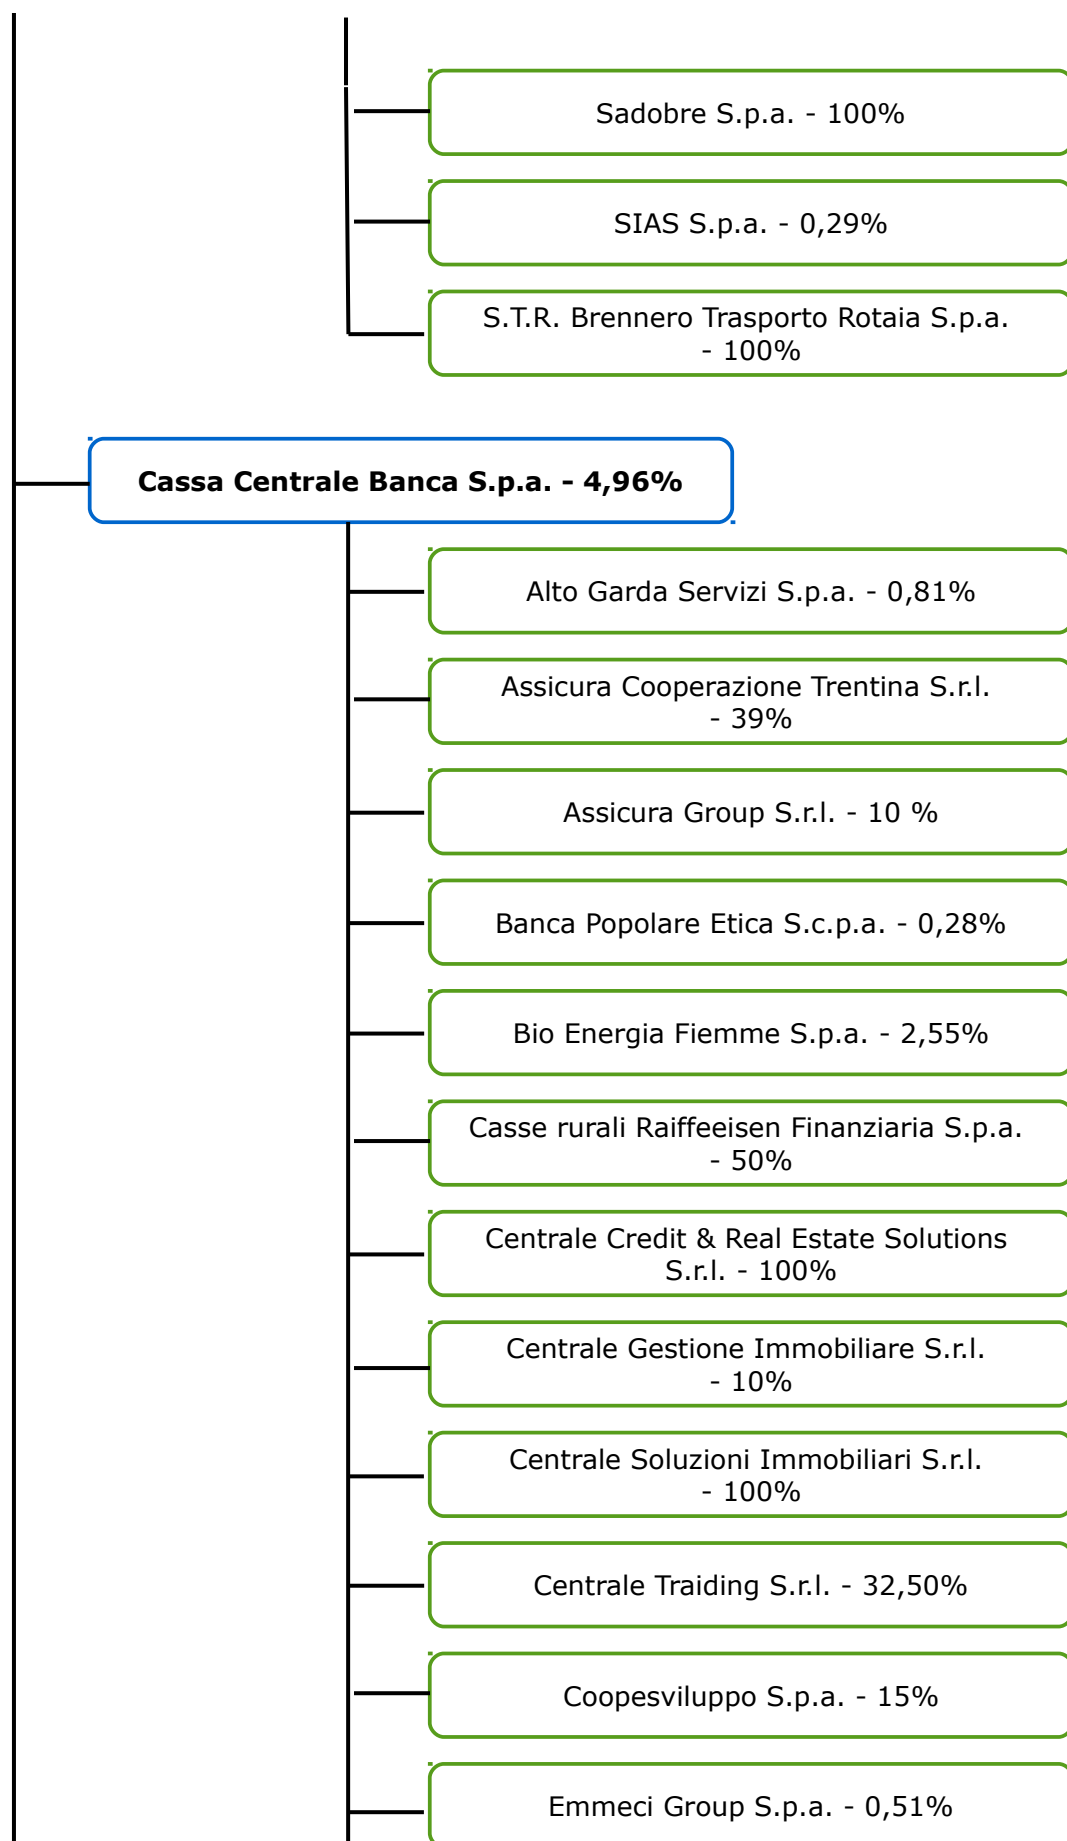 Sadobre S.p.a. - 100%
SIAS S.p.a. - 0,29%
S.T.R. Brennero Trasporto Rotaia S.p.a.
- 100%
Cassa Centrale Banca S.p.a. - 4,96%
Alto Garda Servizi S.p.a. - 0,81%
Assicura Cooperazione Trentina S.r.l.
- 39%
Assicura Group S.r.l. - 10 %
Banca Popolare Etica S.c.p.a. - 0,28%
Bio Energia Fiemme S.p.a. - 2,55%
Casse rurali Raiffeeisen Finanziaria S.p.a.
- 50%
Centrale Credit & Real Estate Solutions
S.r.l. - 100%
Centrale Gestione Immobiliare S.r.l.
- 10%
Centrale Soluzioni Immobiliari S.r.l.
- 100%
Centrale Traiding S.r.l. - 32,50%
Coopesviluppo S.p.a. - 15%
Emmeci Group S.p.a. - 0,51%